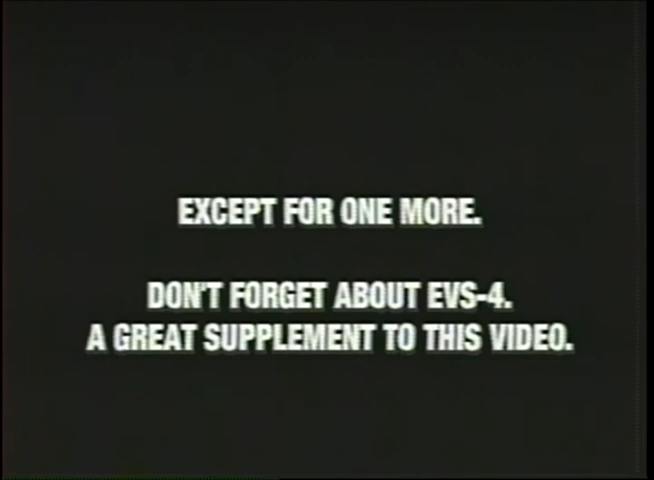 EXCEPT FOR ONE MORE.
DON'T FORGET ABOUT EVS-4.
A GREAT SUPPLEMENT TO THIS VIDEO.